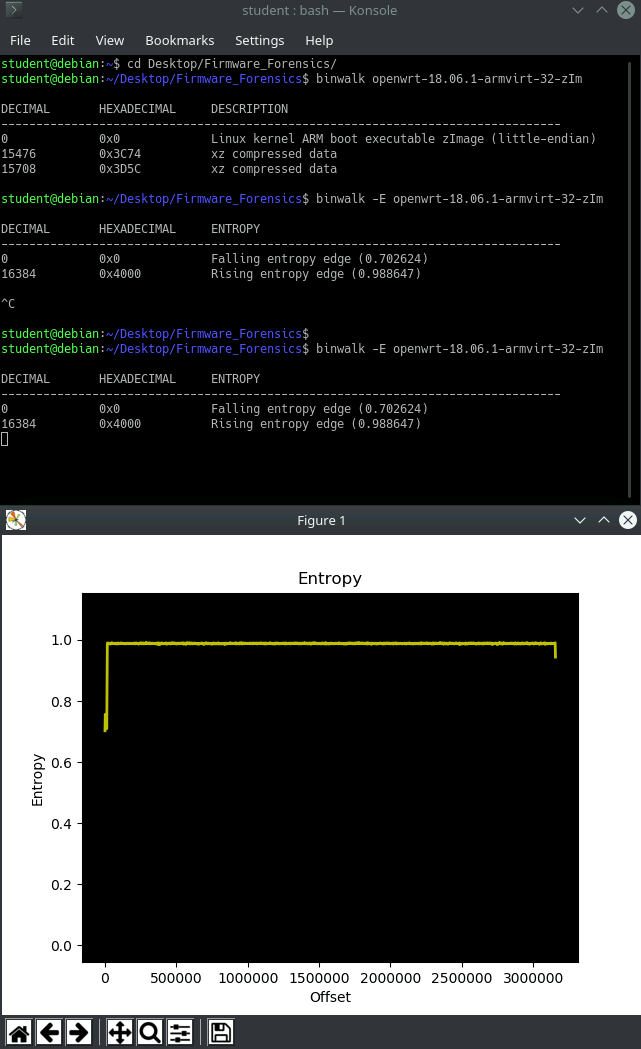 student : bash — Konsole
File Edit View Bookmarks Settings Help
student@debian:~$ cd Desktop/Firmware_Forensics/
student@debian:~/Desktop/Firmware_Forensics$ binwalk openwrt-18.06.1-armvirt-32-zIm
DECIMAL HEXADECIMAL DESCRIPTION
--------------------------------------------------------------------------------
0 0x0 Linux kernel ARM boot executable zImage (little-endian)
15476 0x3C74 xz compressed data
15708 0x3D5C xz compressed data
student@debian:~/Desktop/Firmware_Forensics$ binwalk -E openwrt-18.06.1-armvirt-32-zIm
DECIMAL HEXADECIMAL ENTROPY
--------------------------------------------------------------------------------
0 0x0 Falling entropy edge (0.702624)
16384 0x4000 Rising entropy edge (0.988647)
^C
student@debian:~/Desktop/Firmware_Forensics$
student@debian:~/Desktop/Firmware_Forensics$ binwalk -E openwrt-18.06.1-armvirt-32-zIm
DECIMAL HEXADECIMAL ENTROPY
--------------------------------------------------------------------------------
0 0x0 Falling entropy edge (0.702624)
16384 0x4000 Rising entropy edge (0.988647)
Figure 1
Entropy
1.0
0.8
0.6
0.4
0.2
0.0
Entropy
0 500000 1000000 1500000 2000000 2500000 3000000
Offset